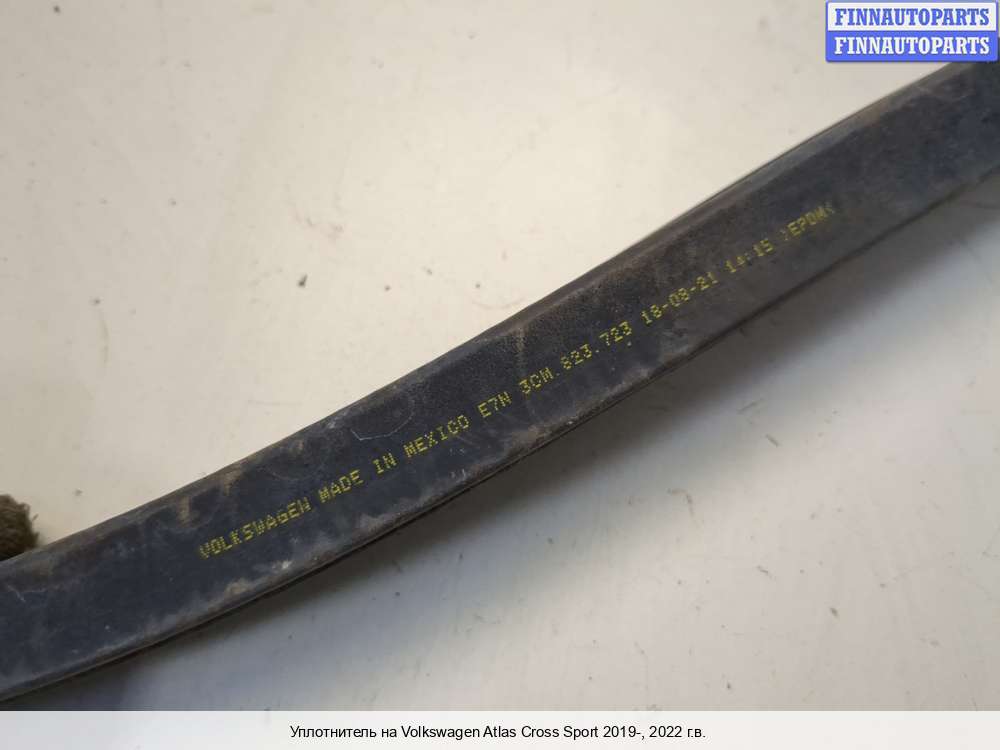 FINNAUTOPARTS
FINNAUTOPARTS
VOLKSWAGEN MADE IN MEXICO E7N 3CM.823.723 18-08-21 14:15 >EPDM<
Уплотнитель на Volkswagen Atlas Cross Sport 2019-, 2022 г.в.